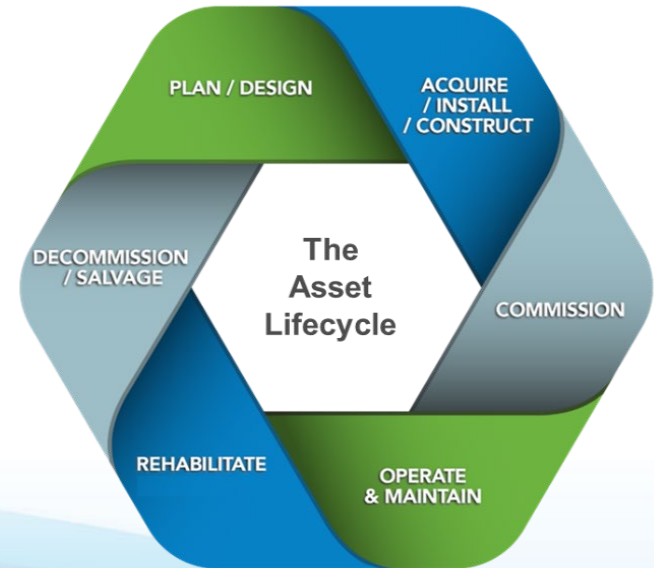 PLAN / DESIGN
ACQUIRE
/ INSTALL
/ CONSTRUCT
COMMISSION
OPERATE
& MAINTAIN
REHABILITATE
DECOMMISSION
/ SALVAGE
The
Asset
Lifecycle